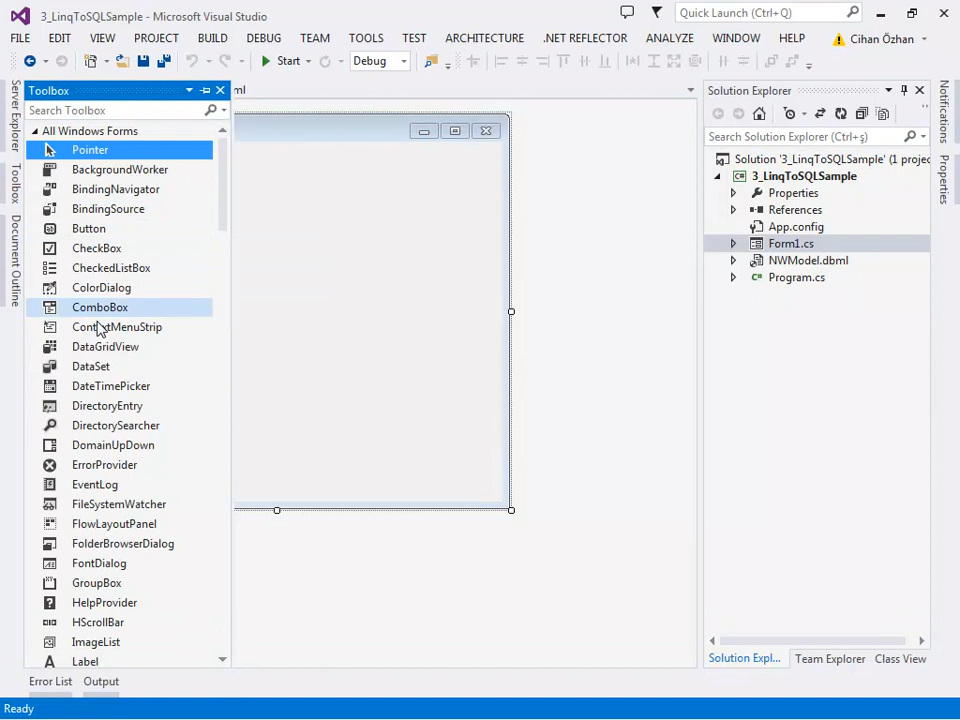 3_LinqToSQLSample - Microsoft Visual Studio
Quick Launch (Ctrl+Q)
FILE EDIT VIEW PROJECT BUILD DEBUG TEAM TOOLS TEST ARCHITECTURE .NET REFLECTOR ANALYZE WINDOW HELP Cihan Özhan
Start Debug
Server Explorer
Toolbox
Document Outline
Toolbox
Search Toolbox
All Windows Forms
Pointer
BackgroundWorker
BindingNavigator
BindingSource
Button
CheckBox
CheckedListBox
ColorDialog
ComboBox
ContextMenuStrip
DataGridView
DataSet
DateTimePicker
DirectoryEntry
DirectorySearcher
DomainUpDown
ErrorProvider
EventLog
FileSystemWatcher
FlowLayoutPanel
FolderBrowserDialog
FontDialog
GroupBox
HelpProvider
HScrollBar
ImageList
Label
ml
Solution Explorer
Search Solution Explorer (Ctrl+ş)
Solution '3_LinqToSQLSample' (1 projec
3_LinqToSQLSample
Properties
References
App.config
Form1.cs
NWModel.dbml
Program.cs
Solution Expl... Team Explorer Class View
Notifications
Properties
Error List Output
Ready